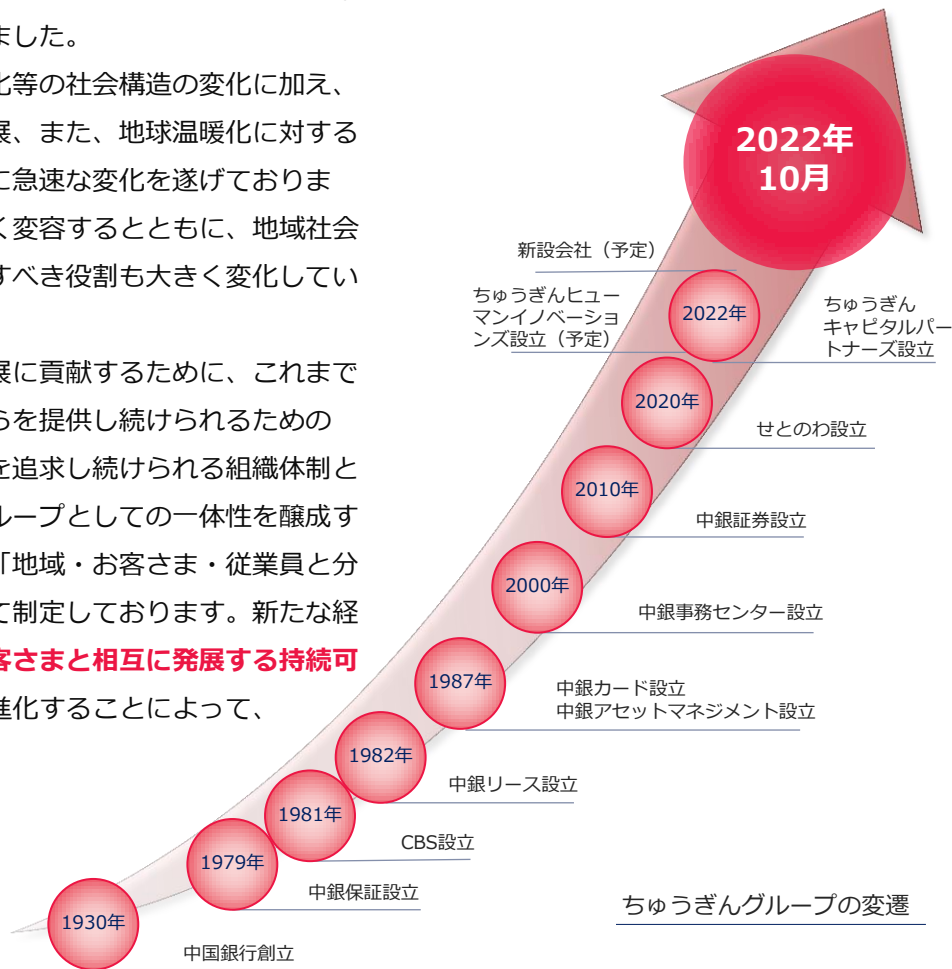 ました。
化等の社会構造の変化に加え、
展、また、地球温暖化に対する
に急速な変化を遂げておりま
く変容するとともに、地域社会
すべき役割も大きく変化してい
展に貢献するために、これまで
らを提供し続けられるための
を追求し続けられる組織体制と
ループとしての一体性を醸成す
「地域・お客さま・従業員と分
て制定しております。新たな経
客さまと相互に発展する持続可
進化することによって、
2022年
10月
新設会社（予定）
ちゅうぎんヒュー
マンイノベーショ
ンズ設立（予定）
2022年
ちゅうぎん
キャピタルパー
トナーズ設立
2020年
せとのわ設立
2010年
中銀証券設立
2000年
中銀事務センター設立
1987年
中銀カード設立
中銀アセットマネジメント設立
1982年
中銀リース設立
1981年
CBS設立
1979年
中銀保証設立
1930年
中国銀行創立
ちゅうぎんグループの変遷